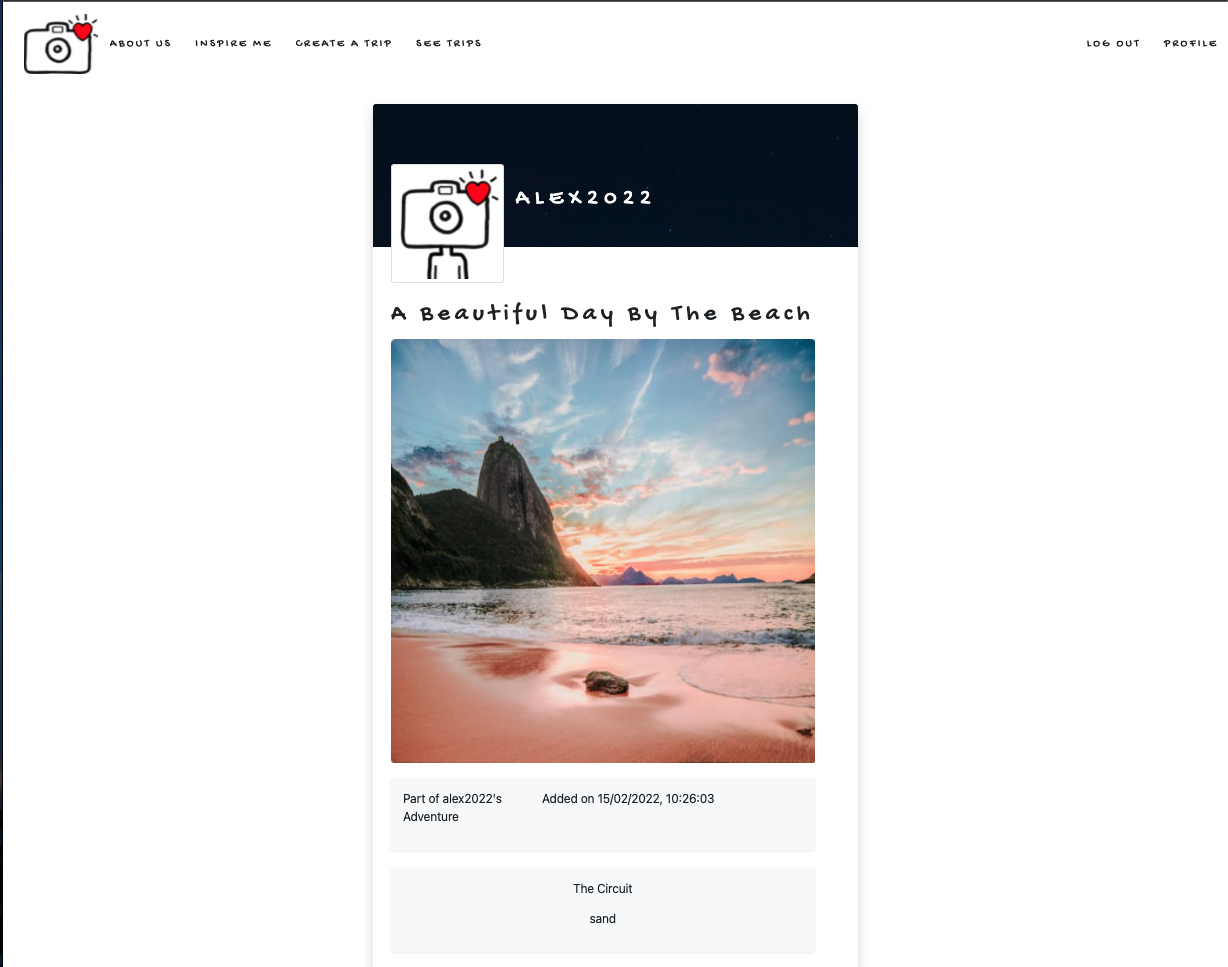 ABOUT US INSPIRE ME CREATE A TRIP SEE TRIPS LOG OUT PROFILE
ALEX2022
A Beautiful Day By The Beach
Part of alex2022's Added on 15/02/2022, 10:26:03
Adventure
The Circuit
sand